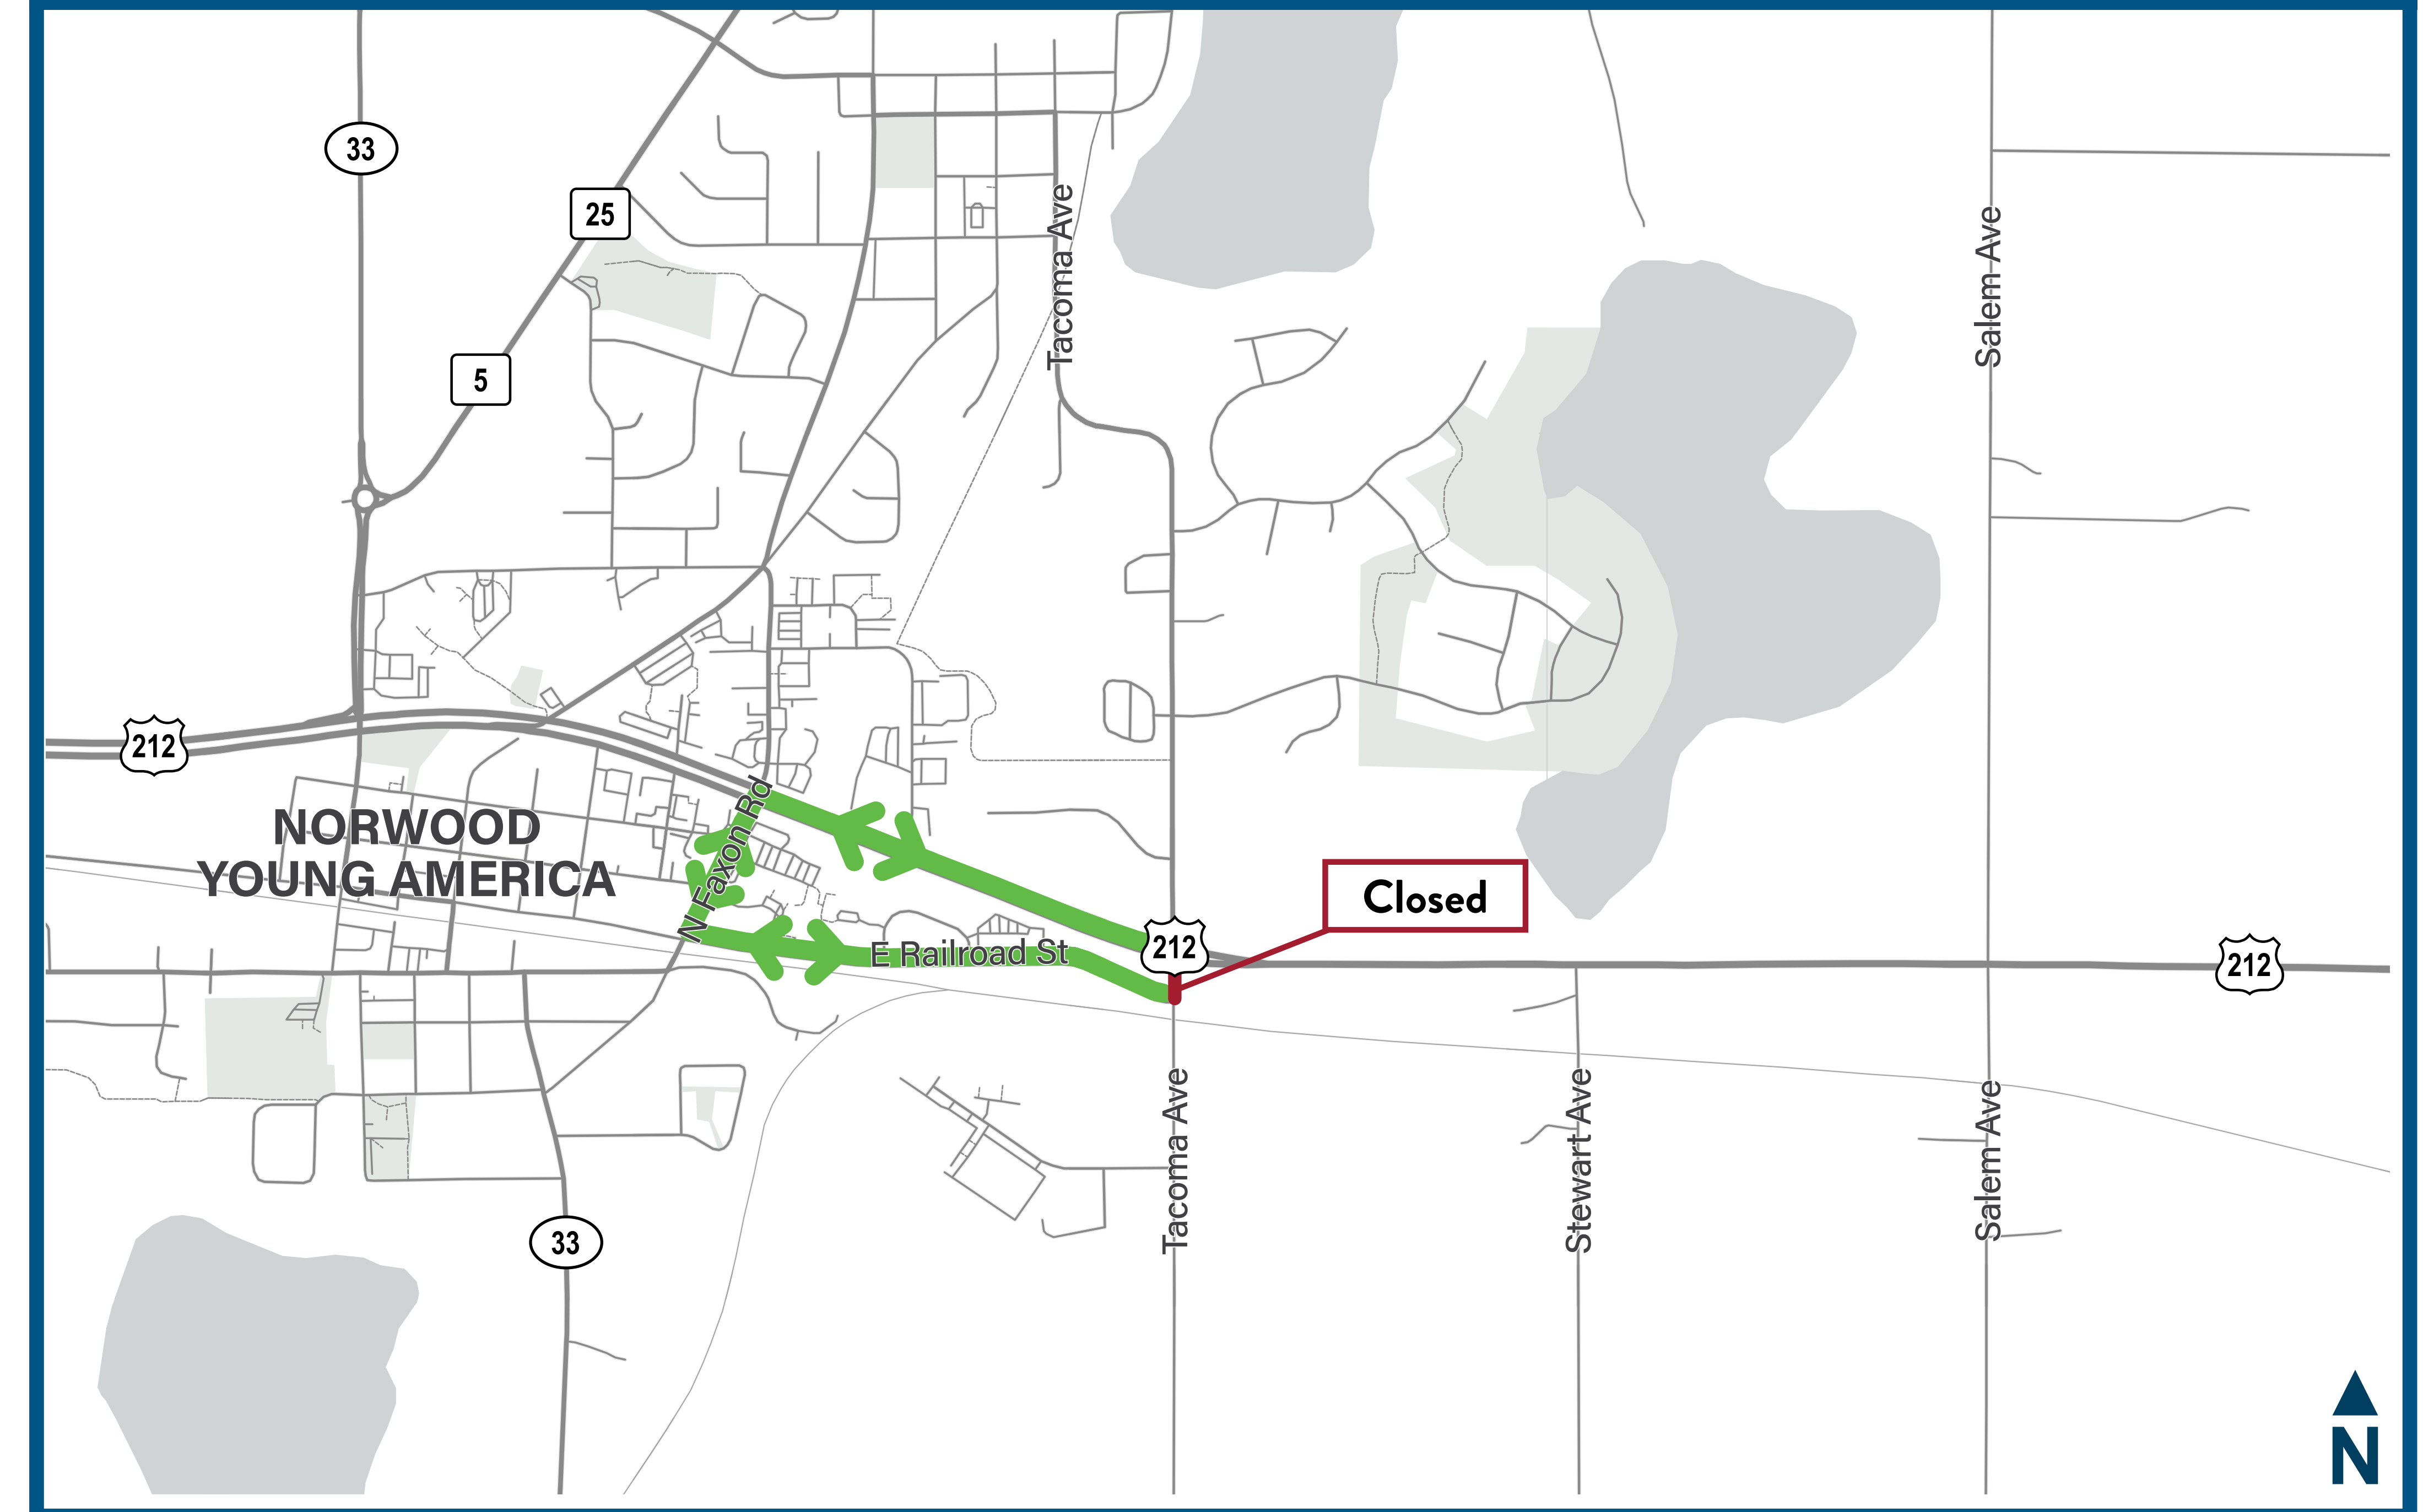 33
25
Tacoma Ave
Salem Ave
5
212
N Faxon Rd
NORWOOD
YOUNG AMERICA
Closed
E Railroad St
212
212
Tacoma Ave
Stewart Ave
Salem Ave
33
N